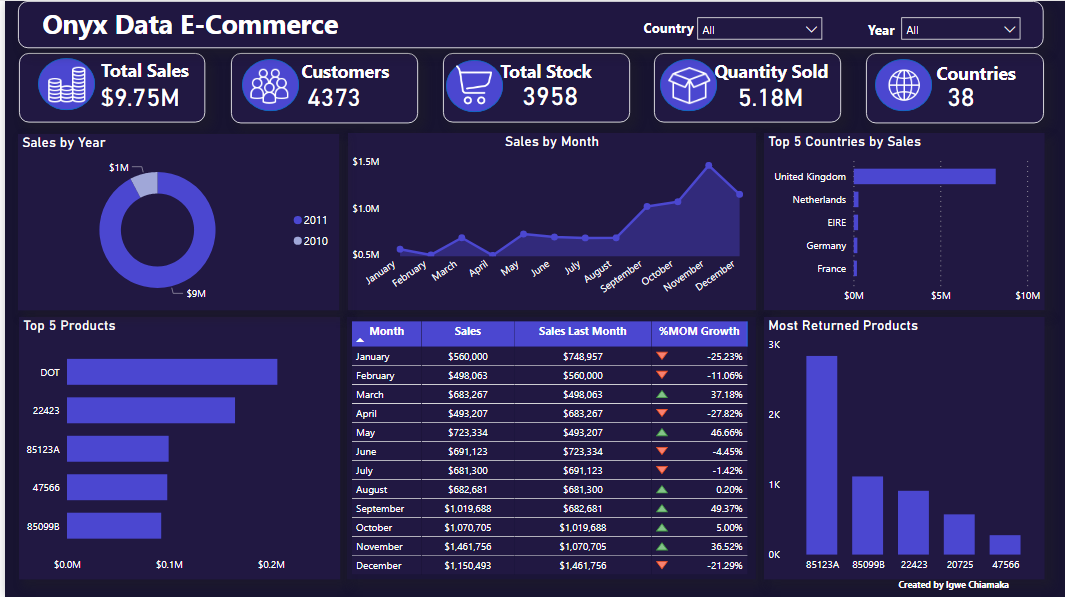 Onyx Data E-Commerce
Country All
Year All
Total Sales
$9.75M
Customers
4373
Total Stock
3958
Quantity Sold
5.18M
Countries
38
Sales by Year
$1M
$9M
2011
2010
Sales by Month
$1.5M
$1.0M
$0.5M
January February March April May June July August September October November December
Top 5 Countries by Sales
United Kingdom
Netherlands
EIRE
Germany
France
$0M $5M $10M
Top 5 Products
DOT
22423
85123A
47566
85099B
$0.0M $0.1M $0.2M
Month Sales Sales Last Month %MOM Growth
January $560,000 $748,957 -25.23%
February $498,063 $560,000 -11.06%
March $683,267 $498,063 37.18%
April $493,207 $683,267 -27.82%
May $723,334 $493,207 46.66%
June $691,123 $723,334 -4.45%
July $681,300 $691,123 -1.42%
August $682,681 $681,300 0.20%
September $1,019,688 $682,681 49.37%
October $1,070,705 $1,019,688 5.00%
November $1,461,756 $1,070,705 36.52%
December $1,150,493 $1,461,756 -21.29%
Most Returned Products
3K
2K
1K
0K
85123A 85099B 22423 20725 47566
Created by Igwe Chiamaka